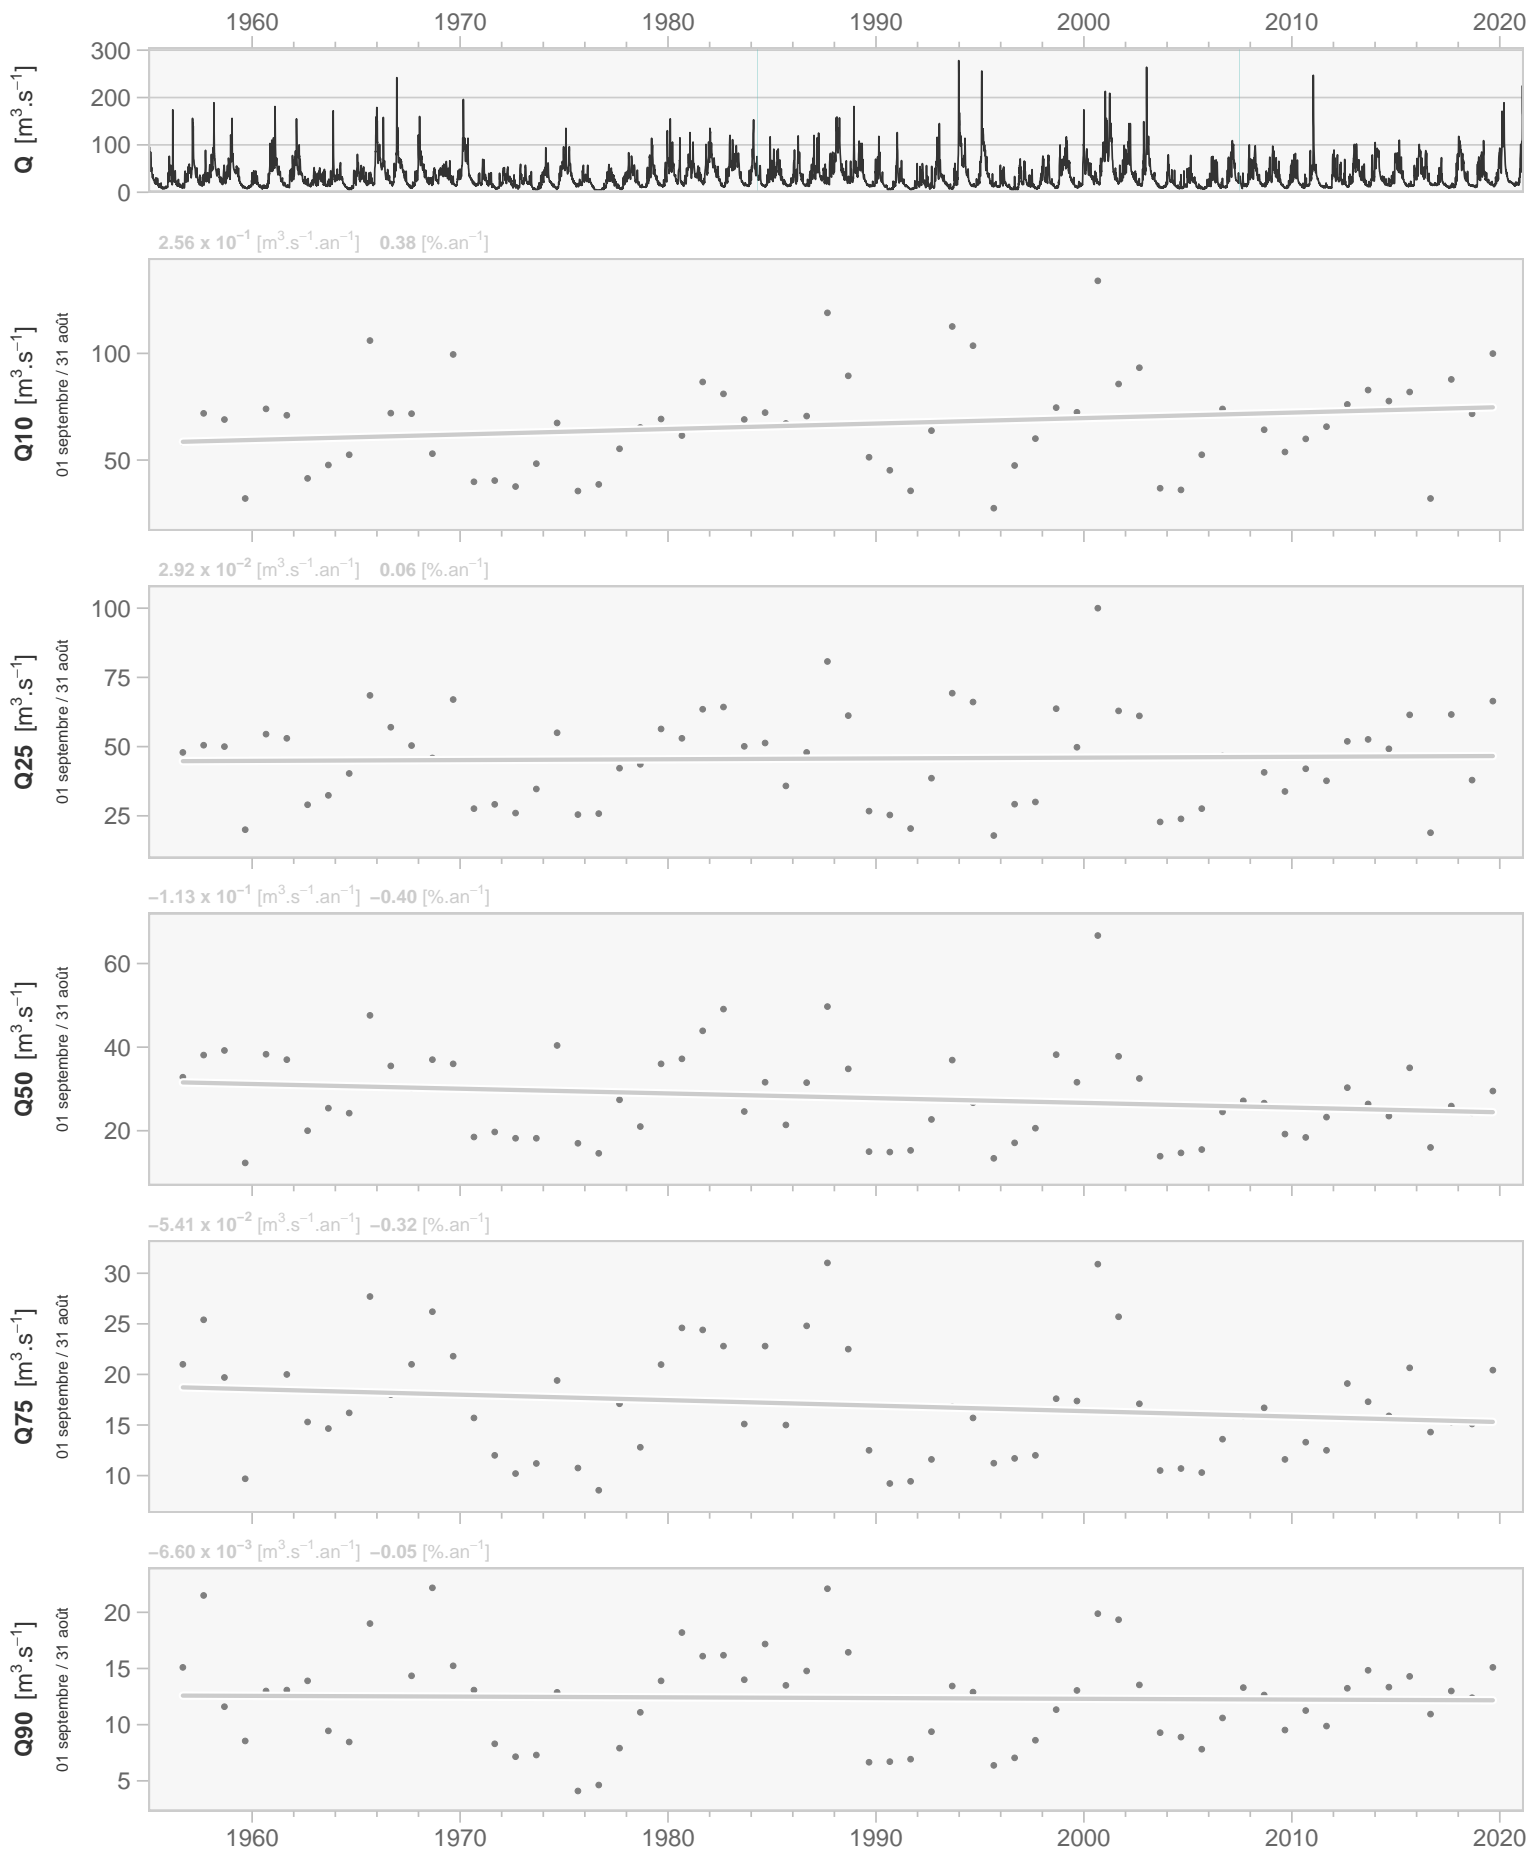 1960 1970 1980 1990 2000 2010 2020
Q [m³.s⁻¹]
300
200
100
0
2.56 x 10⁻¹ [m³.s⁻¹.an⁻¹] 0.38 [%.an⁻¹]
Q10 [m³.s⁻¹]
01 septembre / 31 août
100
50
2.92 x 10⁻² [m³.s⁻¹.an⁻¹] 0.06 [%.an⁻¹]
Q25 [m³.s⁻¹]
01 septembre / 31 août
100
75
50
25
−1.13 x 10⁻¹ [m³.s⁻¹.an⁻¹] −0.40 [%.an⁻¹]
Q50 [m³.s⁻¹]
01 septembre / 31 août
60
40
20
−5.41 x 10⁻² [m³.s⁻¹.an⁻¹] −0.32 [%.an⁻¹]
Q75 [m³.s⁻¹]
01 septembre / 31 août
30
25
20
15
10
−6.60 x 10⁻³ [m³.s⁻¹.an⁻¹] −0.05 [%.an⁻¹]
Q90 [m³.s⁻¹]
01 septembre / 31 août
20
15
10
5
1960 1970 1980 1990 2000 2010 2020